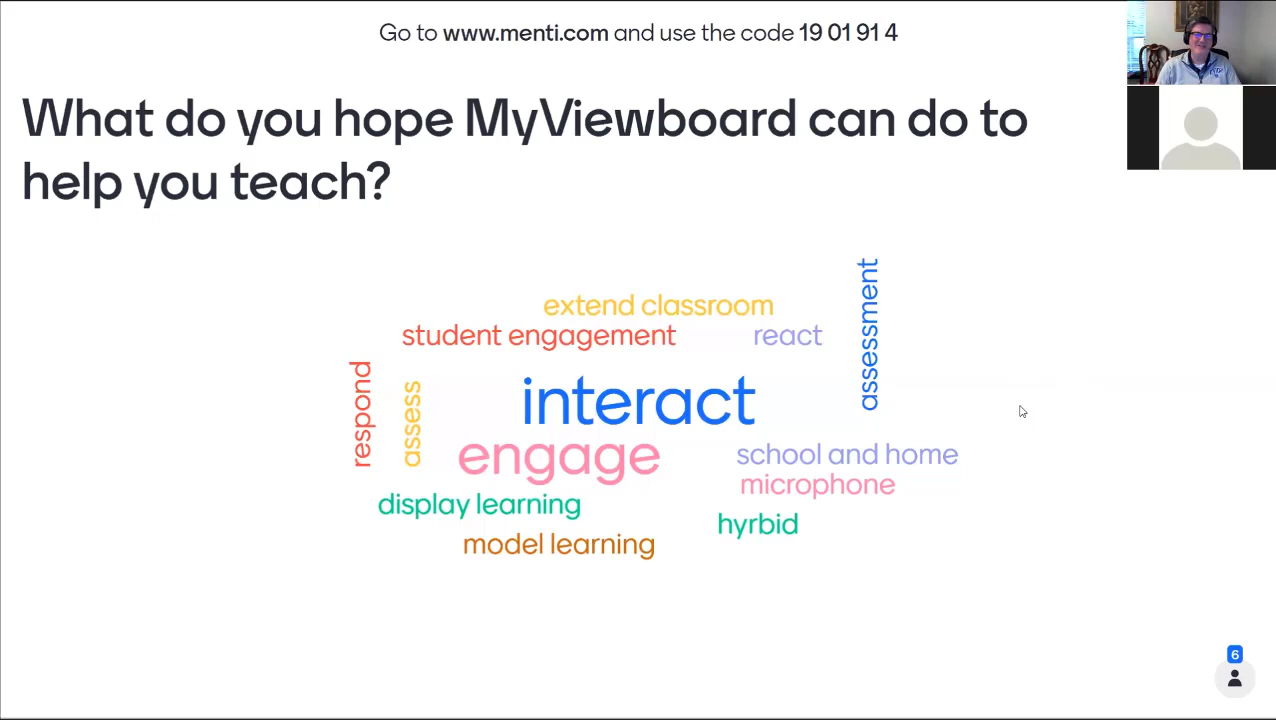 Go to www.menti.com and use the code 19 01 91 4
What do you hope MyViewboard can do to
help you teach?
extend classroom
student engagement
react
assessment
respond
assess
interact
engage
school and home
microphone
display learning
hyrbid
model learning
6